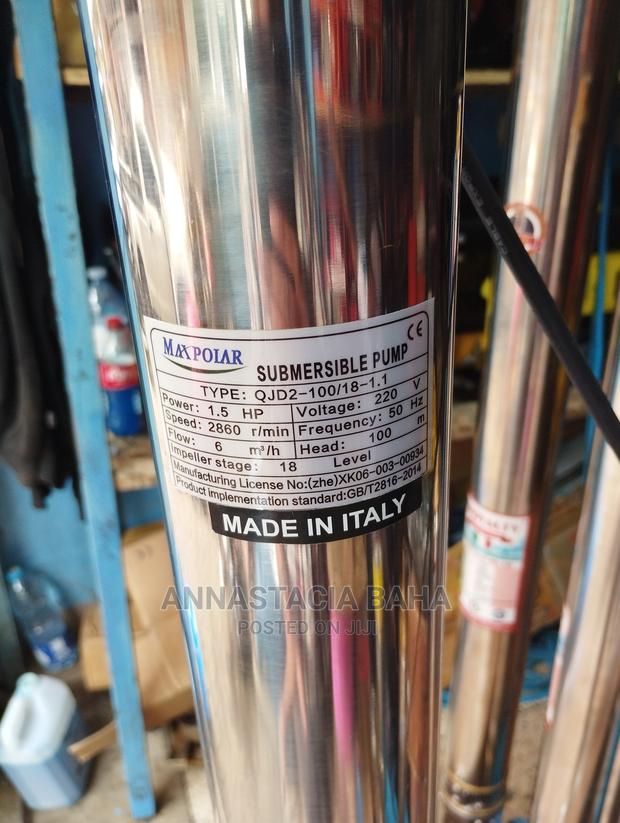 MAXPOLAR
CE
SUBMERSIBLE PUMP
TYPE: QJD2-100/18-1.1
Power: 1.5 HP Voltage: 220 V
Speed: 2860 r/min Frequency: 50 Hz
Flow: 6 m³/h Head: 100 m
Impeller stage: 18 Level
Manufacturing License No:(zhe)XK06-003-00934
Product implementation standard:GB/T2816-2014
MADE IN ITALY
ANNASTACIA BAHA
POSTED ON JIJI